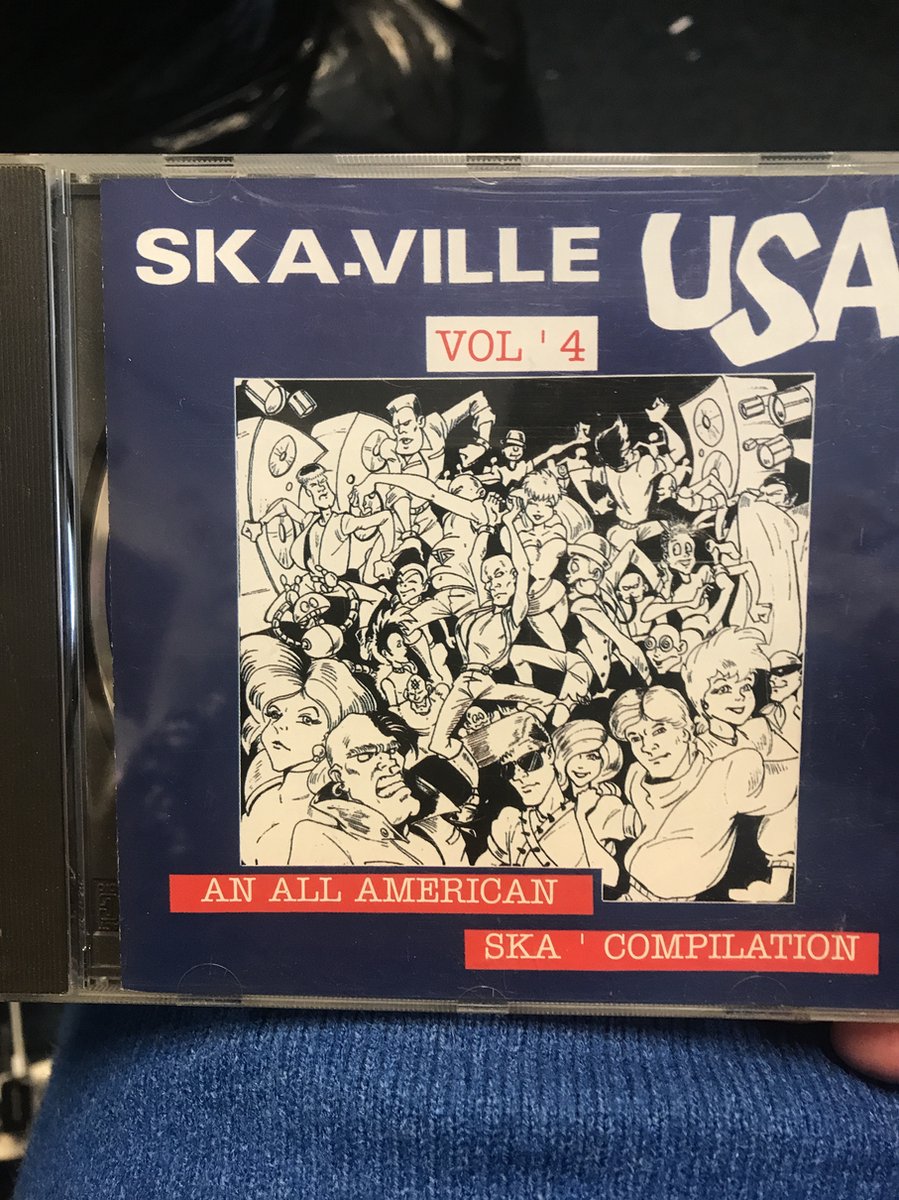 SKA-VILLE USA
VOL ' 4
AN ALL AMERICAN
SKA ' COMPILATION